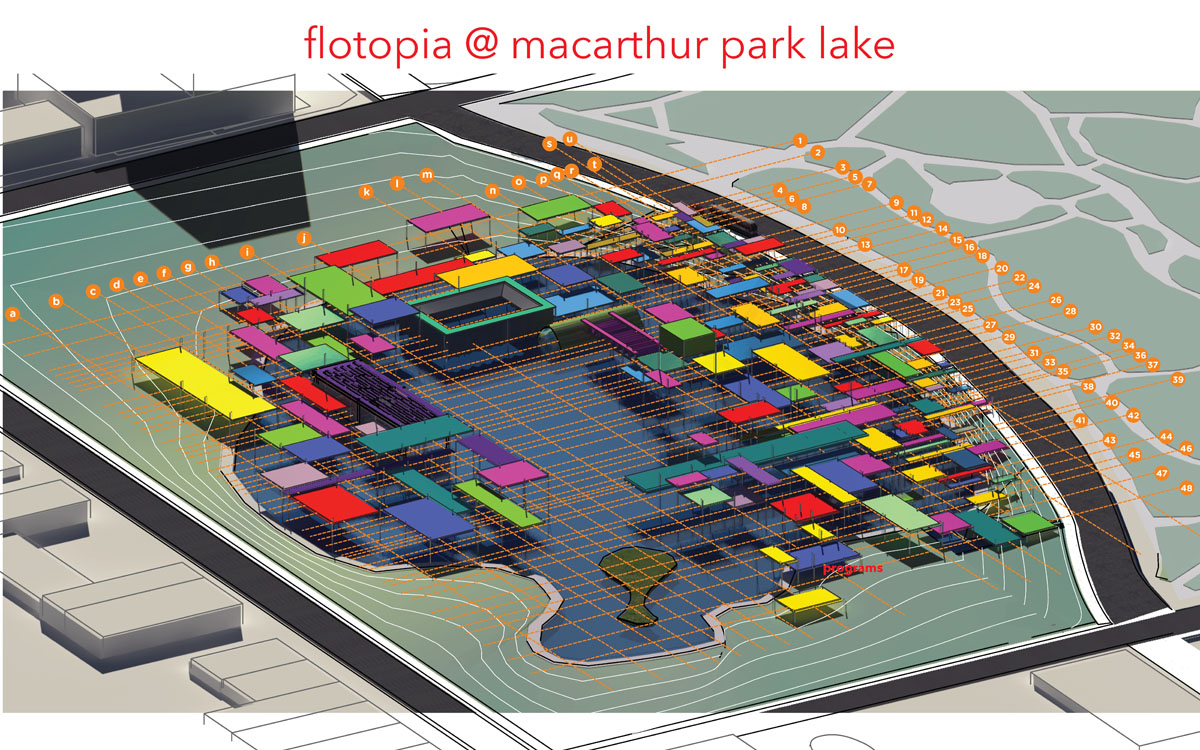 flotopia @ macarthur park lake
s u
t
k l m n o p q r
a b c d e f g h i j
1 2
3 5 7
4 6 8
9 11 12 14 15 16 18 20 22 24 26 28 30 32 34 36 37 39
10 13 17 19 21 23 25 27 29 31 33 35 38 40 42 44 46
41 43 45 47 48
programs